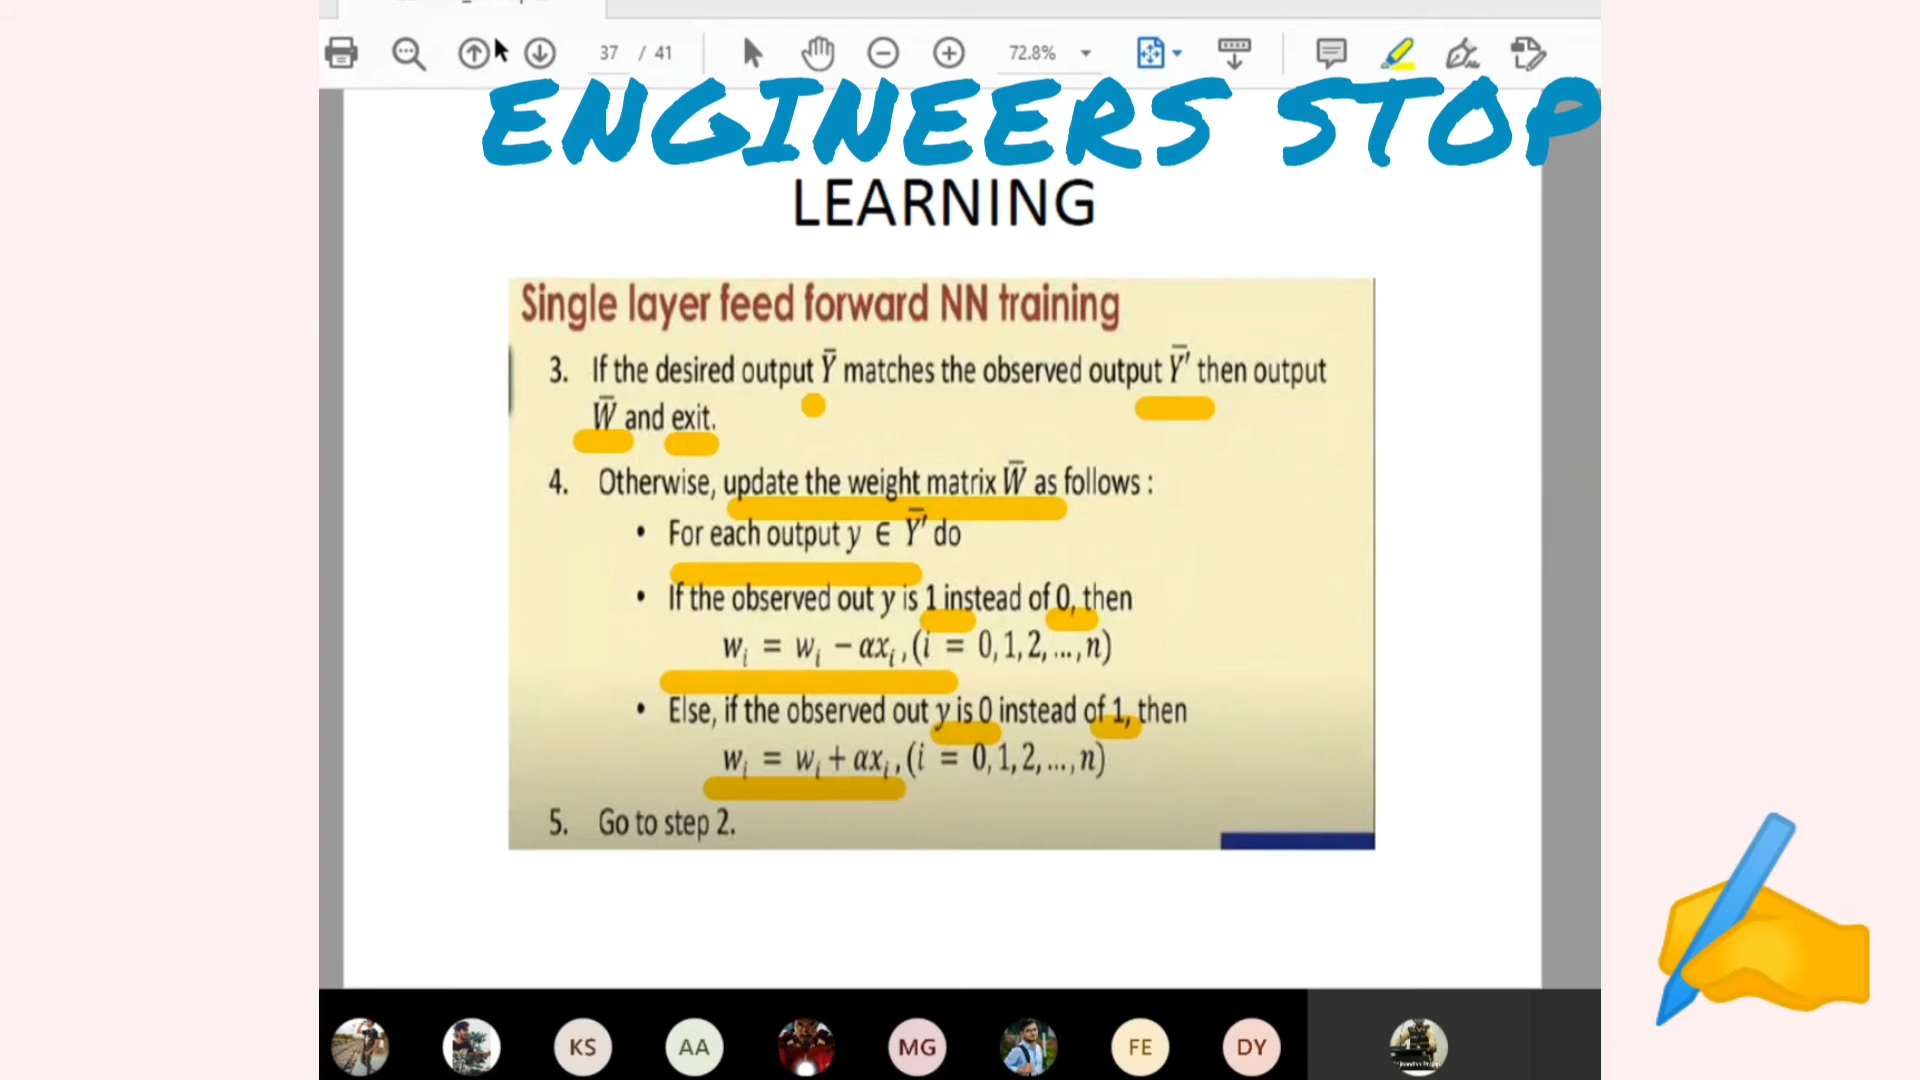 37 / 41
72.8%
ENGINEERS STOP
LEARNING
Single layer feed forward NN training
3. If the desired output Y̅ matches the observed output Y̅′ then output
W̅ and exit.
4. Otherwise, update the weight matrix W̅ as follows :
• For each output y ∈ Y̅′ do
• If the observed out y is 1 instead of 0, then
wᵢ = wᵢ − αxᵢ, (i = 0, 1, 2, ..., n)
• Else, if the observed out y is 0 instead of 1, then
wᵢ = wᵢ + αxᵢ, (i = 0, 1, 2, ..., n)
5. Go to step 2.
KS AA MG FE DY